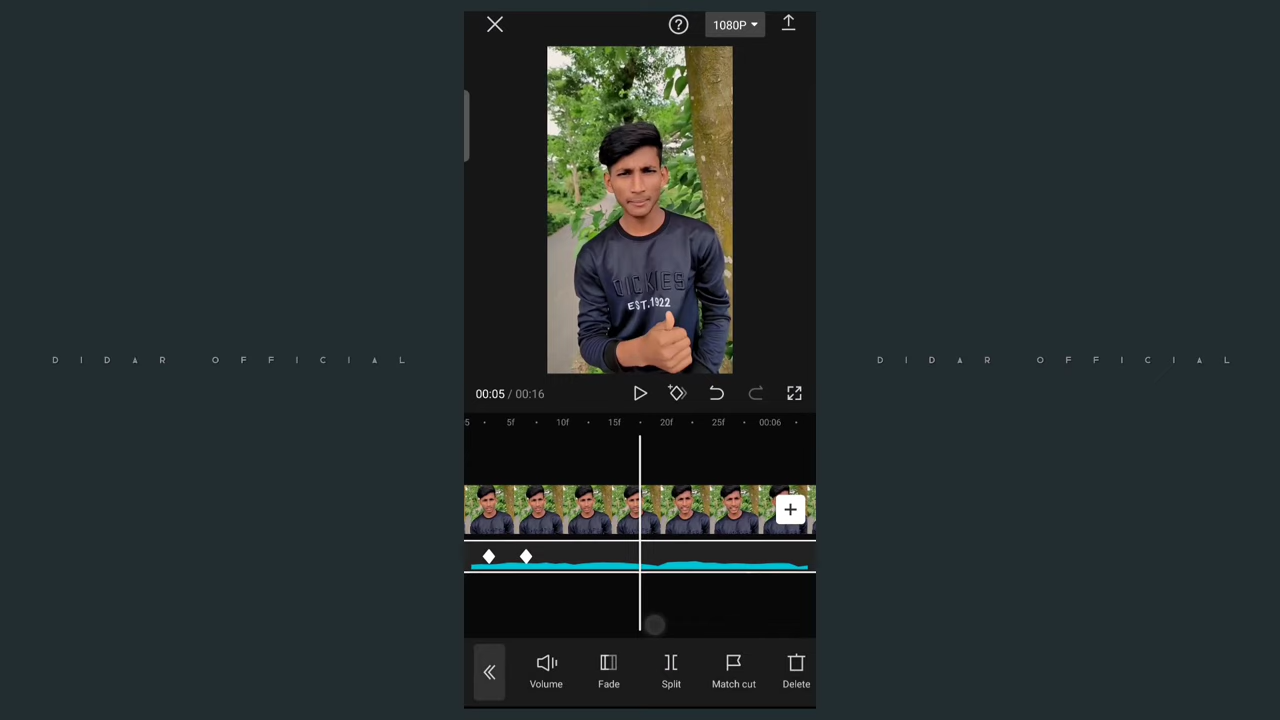 1080P
DICKIES
EST.1922
D I D A R O F F I C I A L
D I D A R O F F I C I A L
00:05 / 00:16
5 5f 10f 15f 20f 25f 00:06
Volume Fade Split Match cut Delete